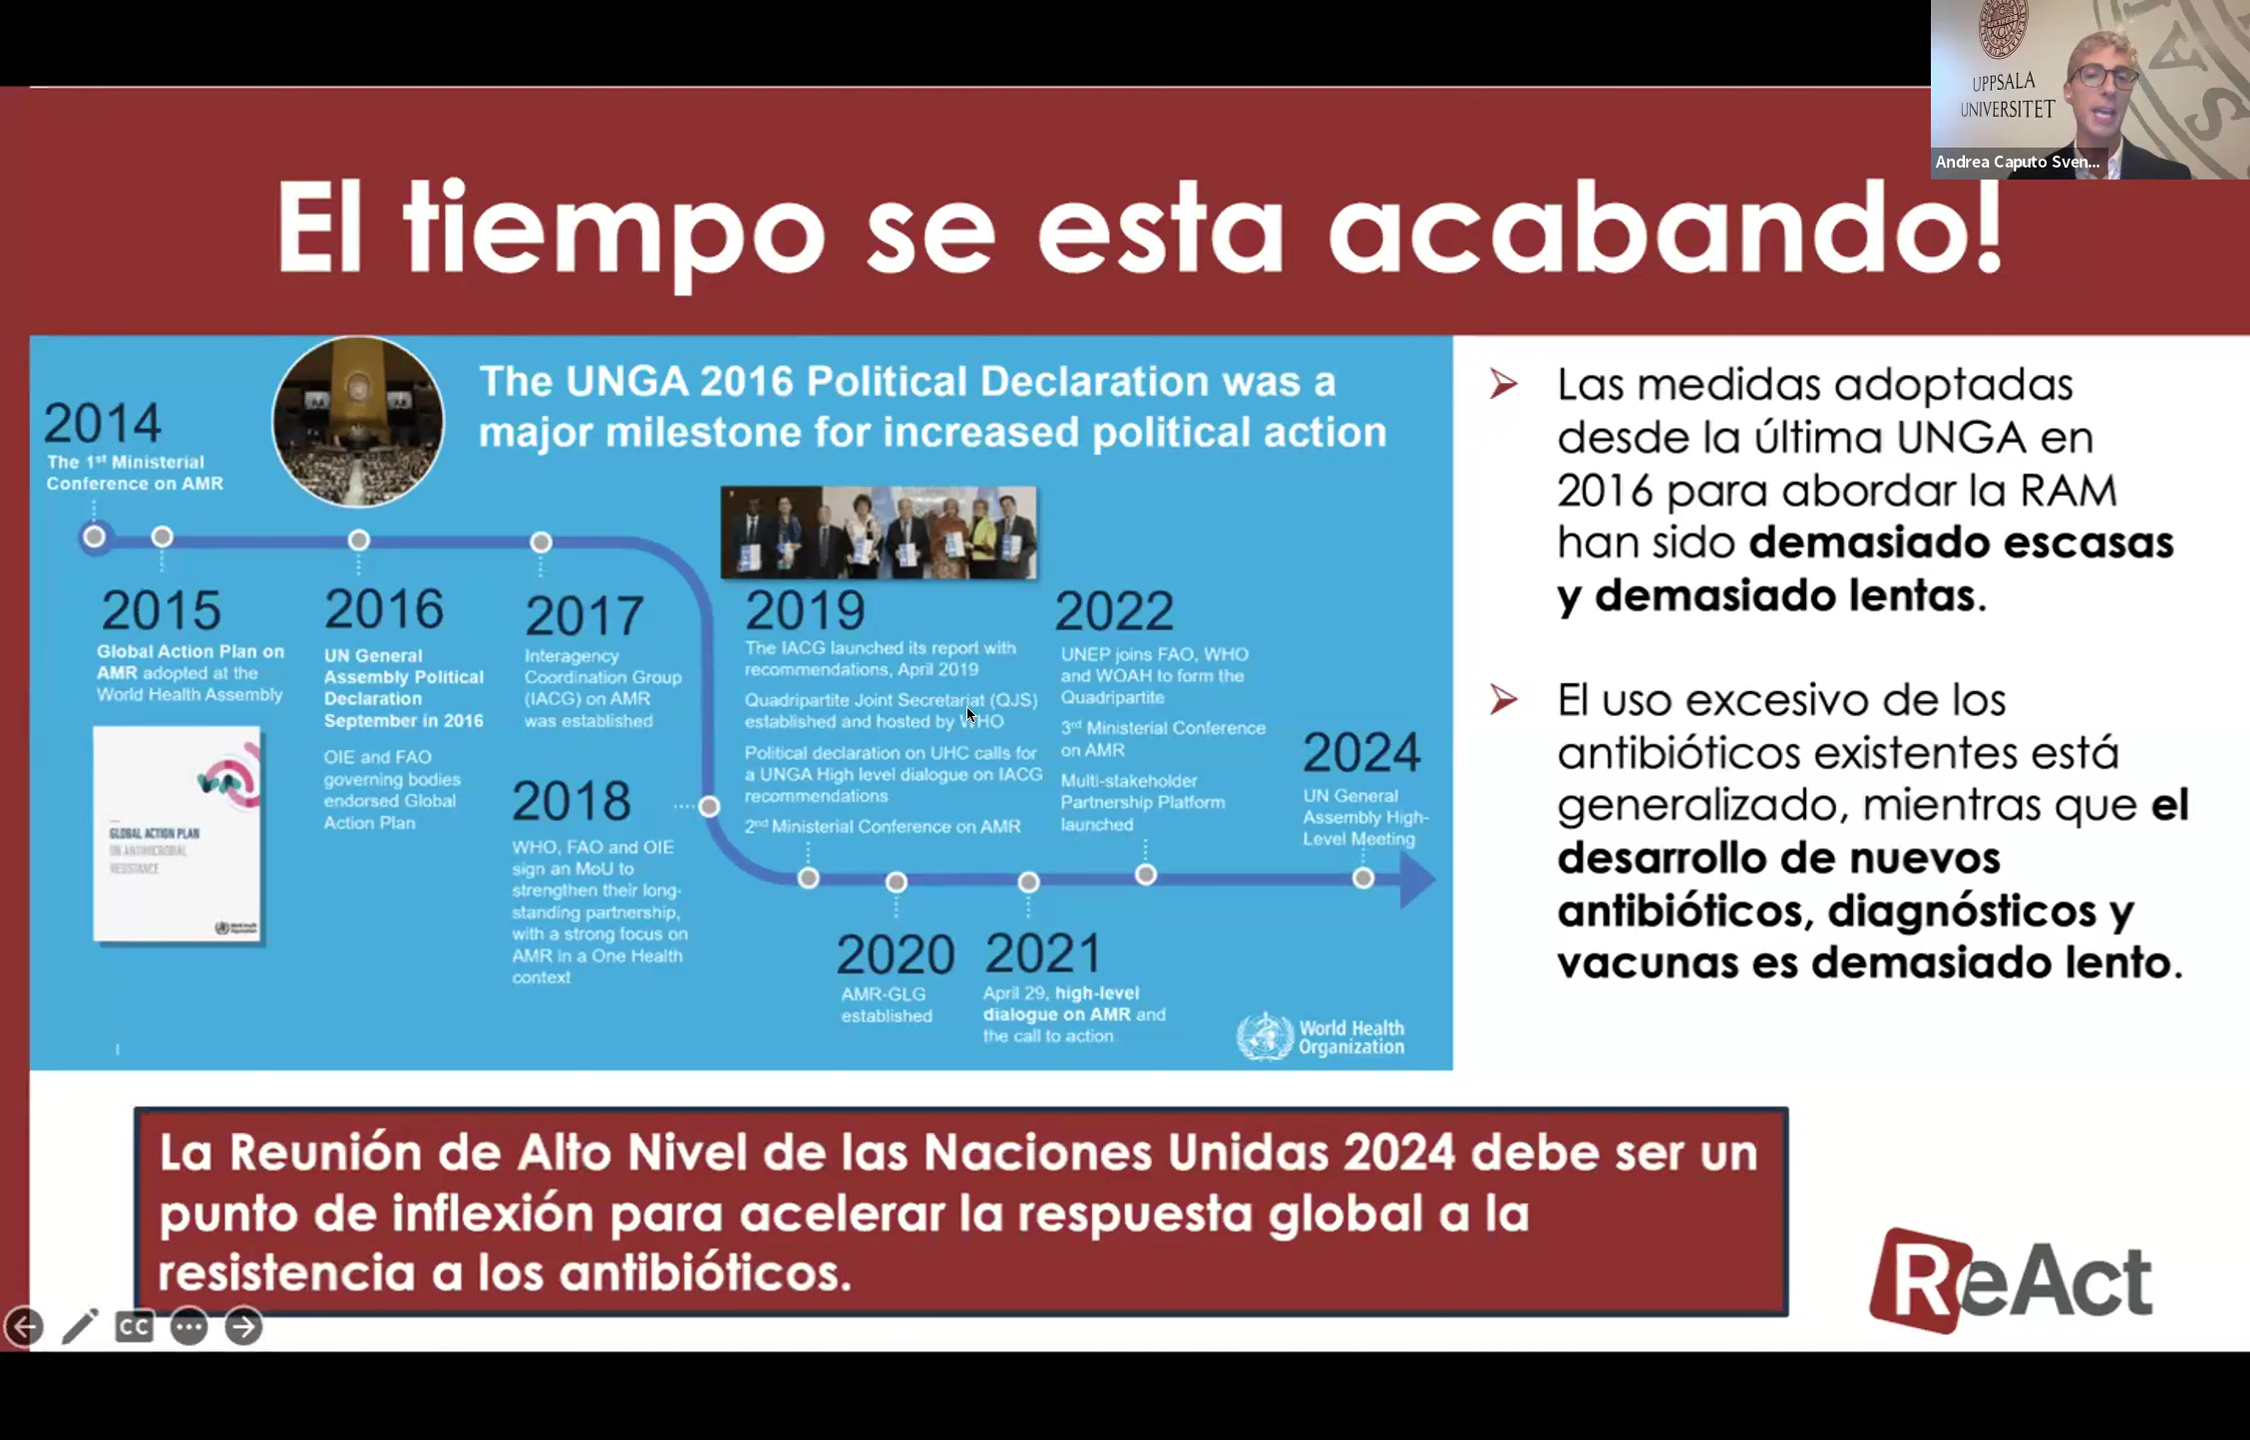 UPPSALA
UNIVERSITET
Andrea Caputo Sven...
El tiempo se esta acabando!
The UNGA 2016 Political Declaration was a
major milestone for increased political action
2014
The 1st Ministerial
Conference on AMR
2015
Global Action Plan on
AMR adopted at the
World Health Assembly
GLOBAL ACTION PLAN
ON ANTIMICROBIAL
RESISTANCE
2016
UN General
Assembly Political
Declaration
September in 2016
OIE and FAO
governing bodies
endorsed Global
Action Plan
2017
Interagency
Coordination Group
(IACG) on AMR
was established
2018
WHO, FAO and OIE
sign an MoU to
strengthen their long-
standing partnership,
with a strong focus on
AMR in a One Health
context
2019
The IACG launched its report with
recommendations, April 2019
Quadripartite Joint Secretariat (QJS)
established and hosted by WHO
Political declaration on UHC calls for
a UNGA High level dialogue on IACG
recommendations
2nd Ministerial Conference on AMR
2020
AMR-GLG
established
2021
April 29, high-level
dialogue on AMR and
the call to action
2022
UNEP joins FAO, WHO
and WOAH to form the
Quadripartite
3rd Ministerial Conference
on AMR
Multi-stakeholder
Partnership Platform
launched
2024
UN General
Assembly High-
Level Meeting
World Health
Organization
Las medidas adoptadas
desde la última UNGA en
2016 para abordar la RAM
han sido demasiado escasas
y demasiado lentas.
El uso excesivo de los
antibióticos existentes está
generalizado, mientras que el
desarrollo de nuevos
antibióticos, diagnósticos y
vacunas es demasiado lento.
La Reunión de Alto Nivel de las Naciones Unidas 2024 debe ser un
punto de inflexión para acelerar la respuesta global a la
resistencia a los antibióticos.
ReAct
CC